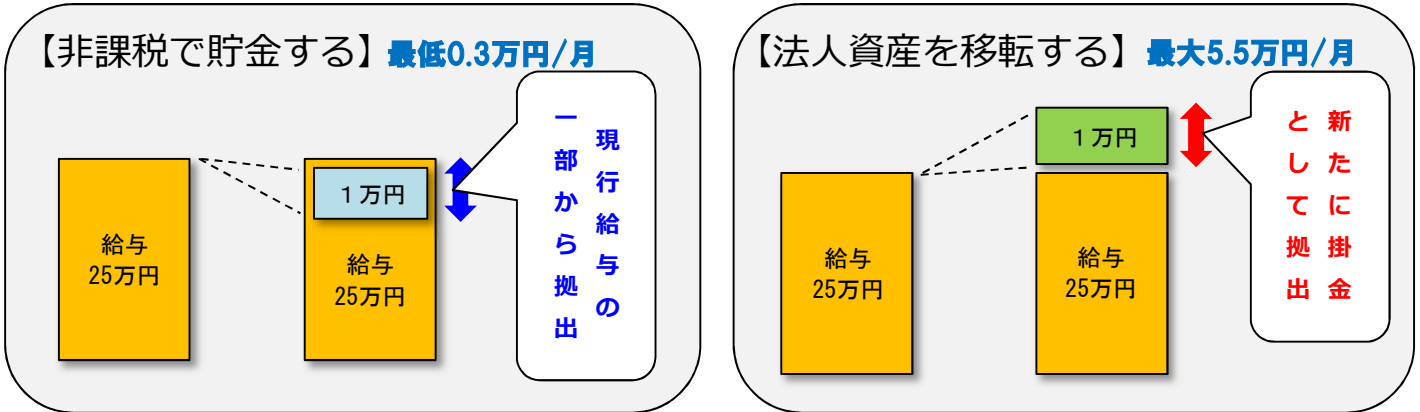 【非課税で貯金する】最低0.3万円/月
給与
25万円
１万円
給与
25万円
現行給与の
一部から拠出
【法人資産を移転する】最大5.5万円/月
給与
25万円
１万円
給与
25万円
新たに掛金
として拠出